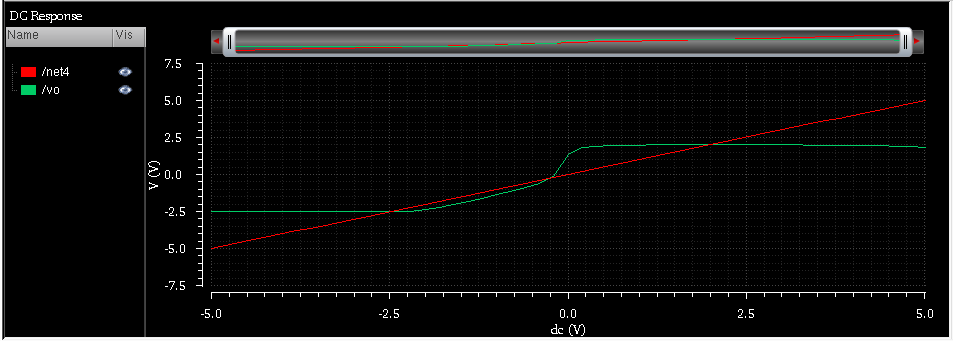 DC Response
Name Vis
/net4
/vo
7.5
5.0
2.5
0.0
-2.5
-5.0
-7.5
V (V)
-5.0 -2.5 0.0 2.5 5.0
dc (V)